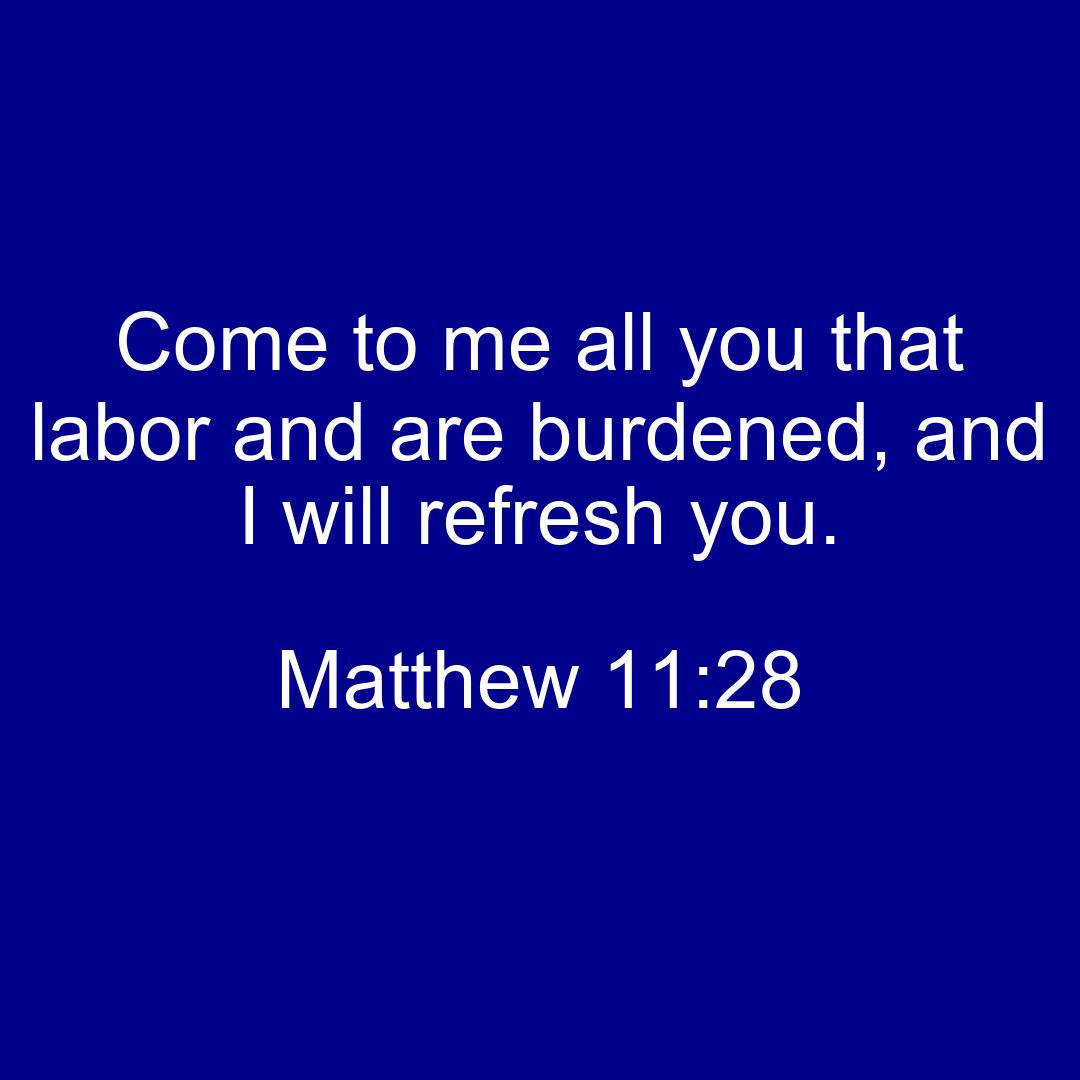 Come to me all you that
labor and are burdened, and
I will refresh you.
Matthew 11:28